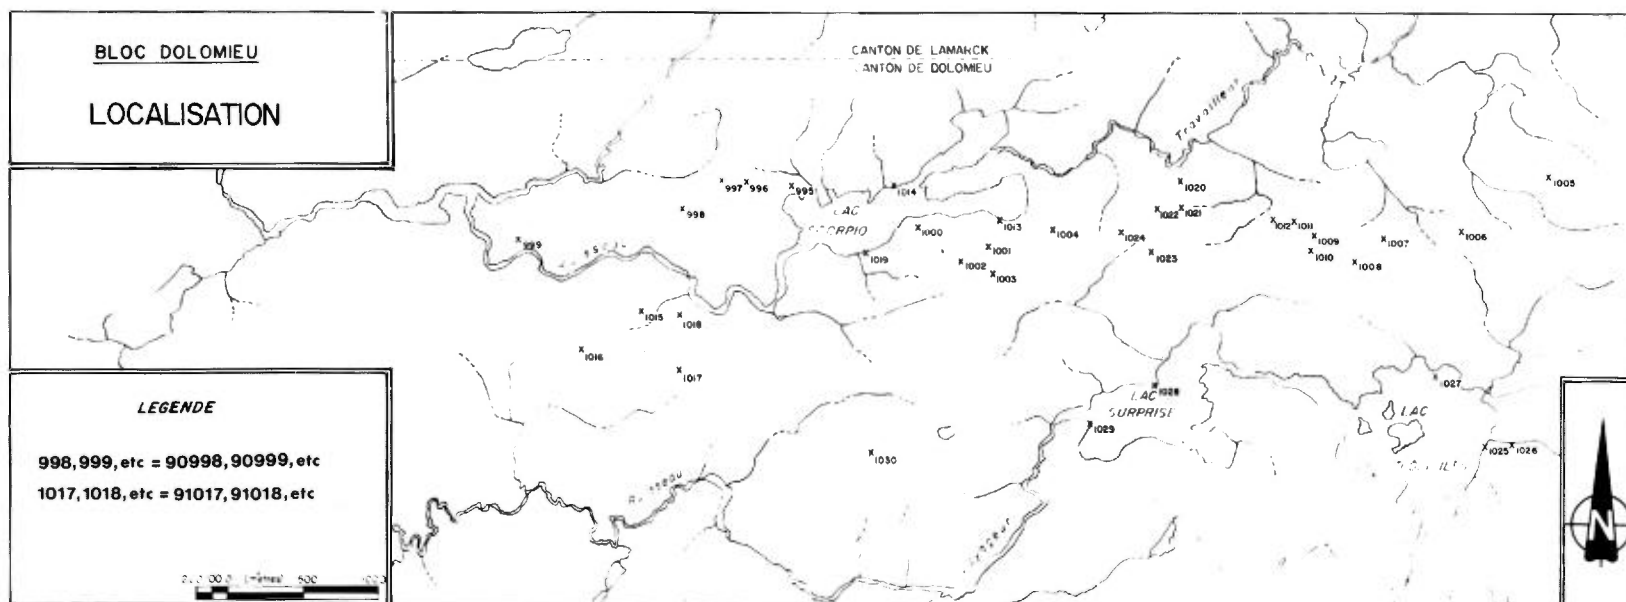 BLOC DOLOMIEU
LOCALISATION
CANTON DE LAMARCK
CANTON DE DOLOMIEU
Travailleur
997
996
995
1014
1020
1005
998
LAC
SCORPIO
1000
1013
1004
1022
1021
1024
1012
1011
1009
1007
1006
999
1019
1001
1002
1003
1023
1010
1008
1015
1018
1016
1017
1028
LAC
SURPRISE
1027
LAC
1029
1025
1026
1030
LEGENDE
998,999,etc = 90998,90999,etc
1017,1018,etc = 91017,91018,etc
(mètres) 500
N